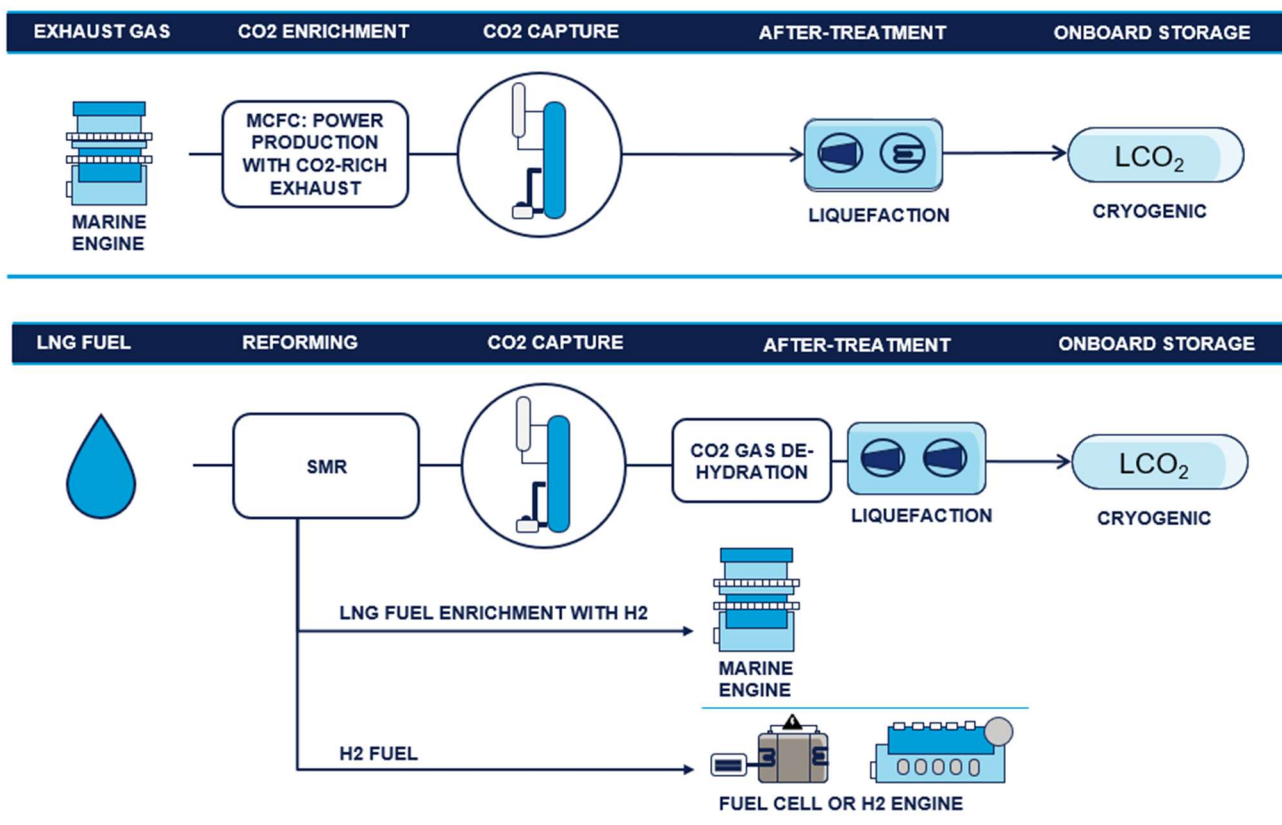 EXHAUST GAS
CO2 ENRICHMENT
CO2 CAPTURE
AFTER-TREATMENT
ONBOARD STORAGE
MARINE
ENGINE
MCFC: POWER
PRODUCTION
WITH CO2-RICH
EXHAUST
LIQUEFACTION
LCO₂
CRYOGENIC
LNG FUEL
REFORMING
CO2 CAPTURE
AFTER-TREATMENT
ONBOARD STORAGE
SMR
CO2 GAS DE-
HYDRATION
LIQUEFACTION
LCO₂
CRYOGENIC
LNG FUEL ENRICHMENT WITH H2
MARINE
ENGINE
H2 FUEL
FUEL CELL OR H2 ENGINE